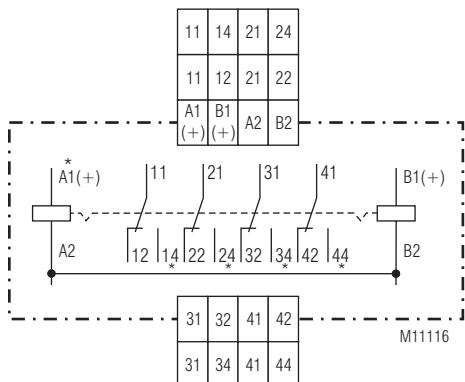 11 14 21 24
11 12 21 22
A1 (+) B1 (+) A2 B2
* A1(+) 11 21 31 41 B1(+)
A2 12 14 22 24 32 34 42 44 B2
* * * *
31 32 41 42
M11116
31 34 41 44